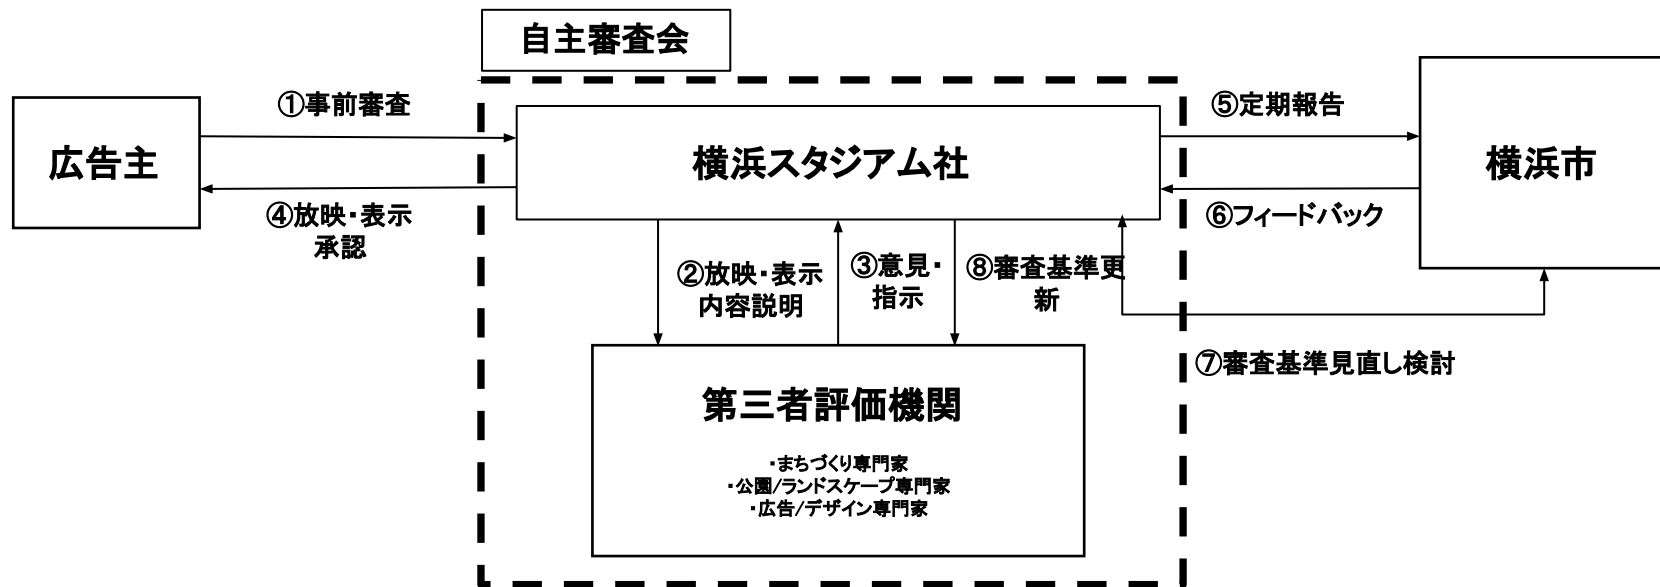 自主審査会
①事前審査
広告主
④放映・表示
承認
横浜スタジアム社
⑤定期報告
横浜市
⑥フィードバック
②放映・表示
内容説明
③意見・
指示
⑧審査基準更
新
⑦審査基準見直し検討
第三者評価機関
・まちづくり専門家
・公園/ランドスケープ専門家
・広告/デザイン専門家